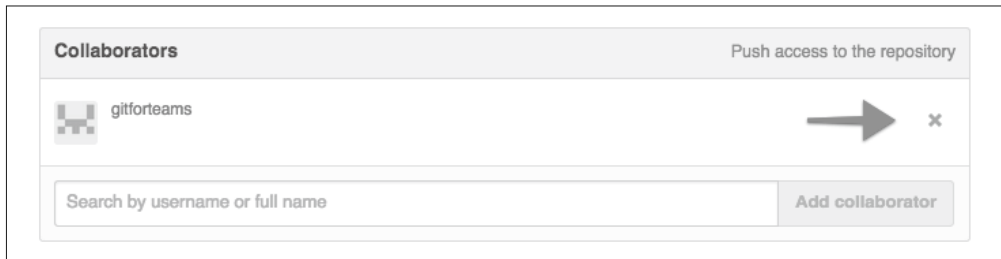 Collaborators
Push access to the repository
gitforteams
Search by username or full name
Add collaborator